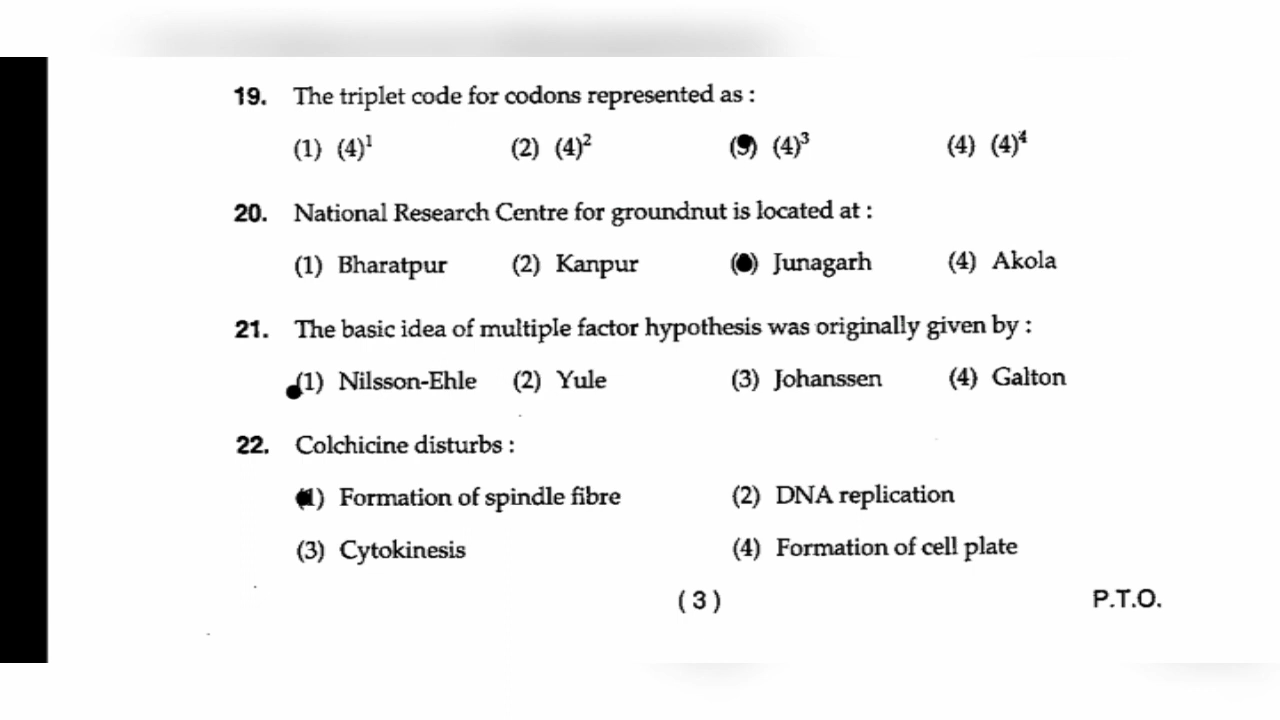 19. The triplet code for codons represented as :
(1) (4)¹ (2) (4)² (3) (4)³ (4) (4)⁴
20. National Research Centre for groundnut is located at :
(1) Bharatpur (2) Kanpur ( ) Junagarh (4) Akola
21. The basic idea of multiple factor hypothesis was originally given by :
(1) Nilsson-Ehle (2) Yule (3) Johanssen (4) Galton
22. Colchicine disturbs :
(1) Formation of spindle fibre (2) DNA replication
(3) Cytokinesis (4) Formation of cell plate
( 3 ) P.T.O.